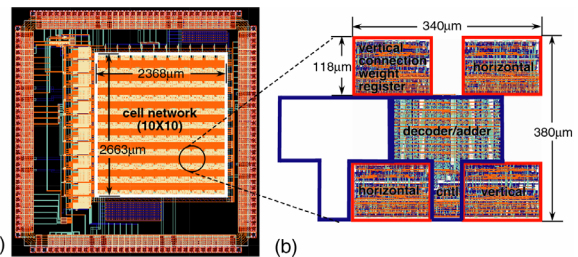 2368μm
cell network
(10X10)
2663μm
)
340μm
118μm
vertical
connection
weight
register
horizontal
decoder/adder
380μm
horizontal
cntl
vertical
(b)